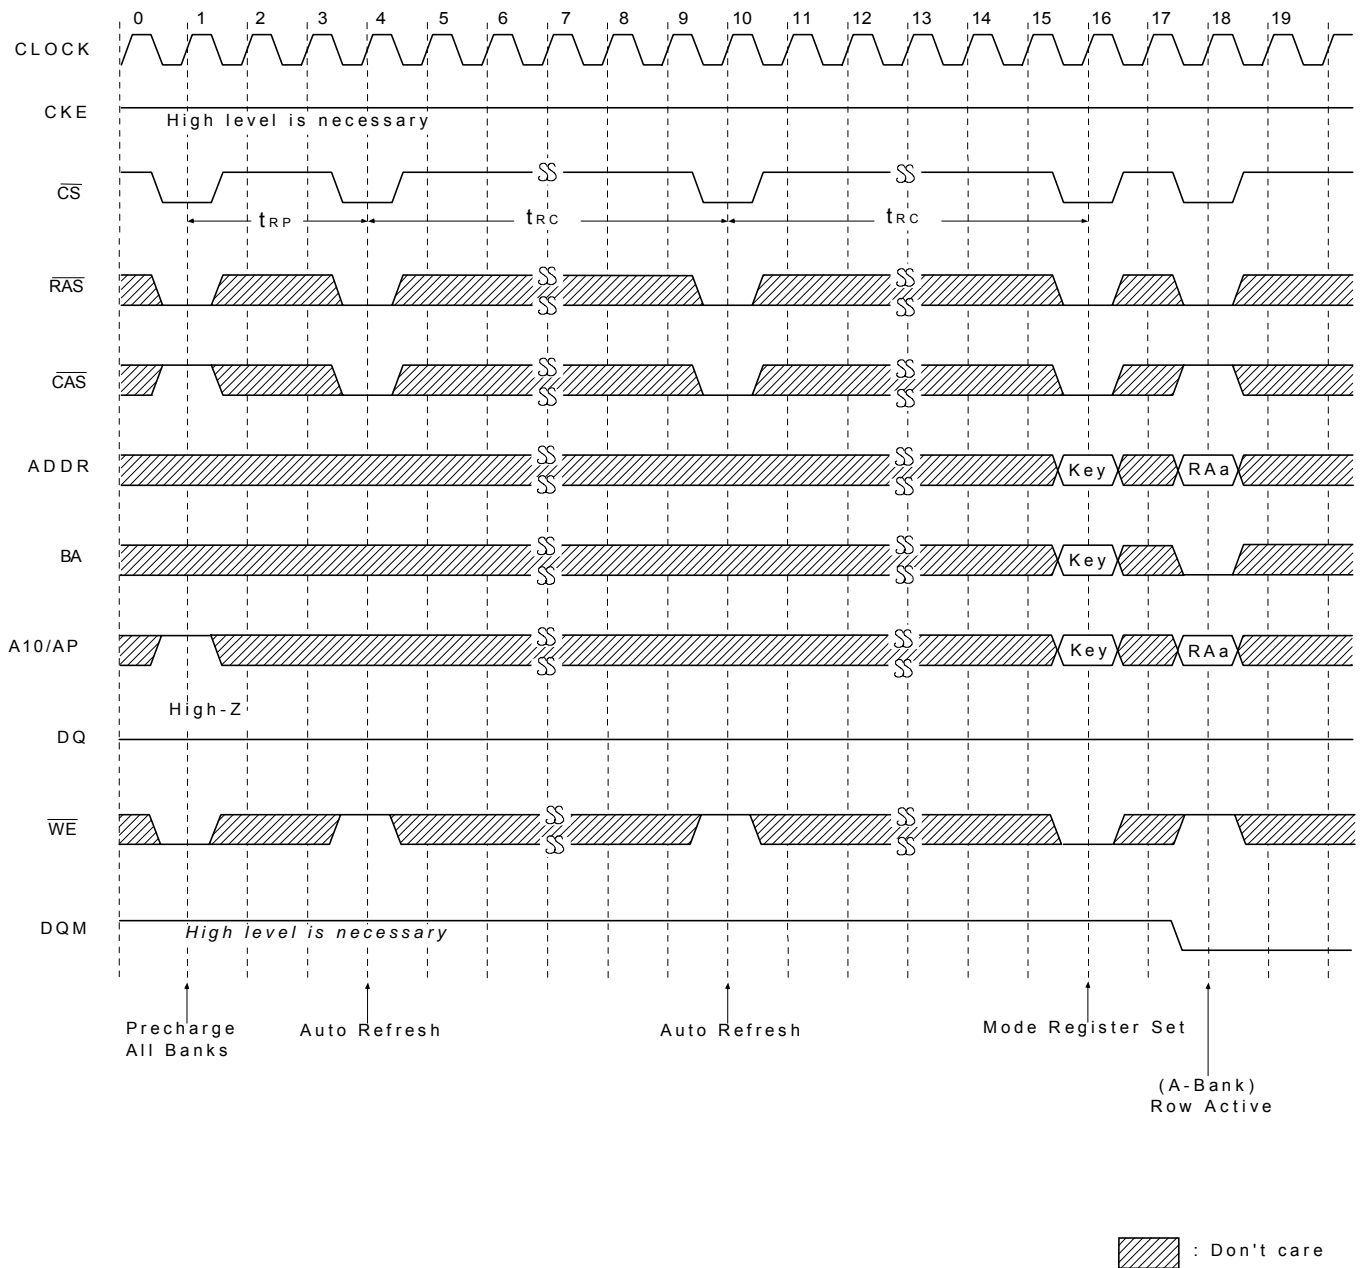 0 1 2 3 4 5 6 7 8 9 10 11 12 13 14 15 16 17 18 19
CLOCK
CKE
High level is necessary
CS
tRP tRC tRC
RAS
CAS
ADDR Key RAa
BA Key
A10/AP Key RAa
High-Z
DQ
WE
DQM
High level is necessary
Precharge
All Banks
Auto Refresh
Auto Refresh
Mode Register Set
(A-Bank)
Row Active
: Don't care